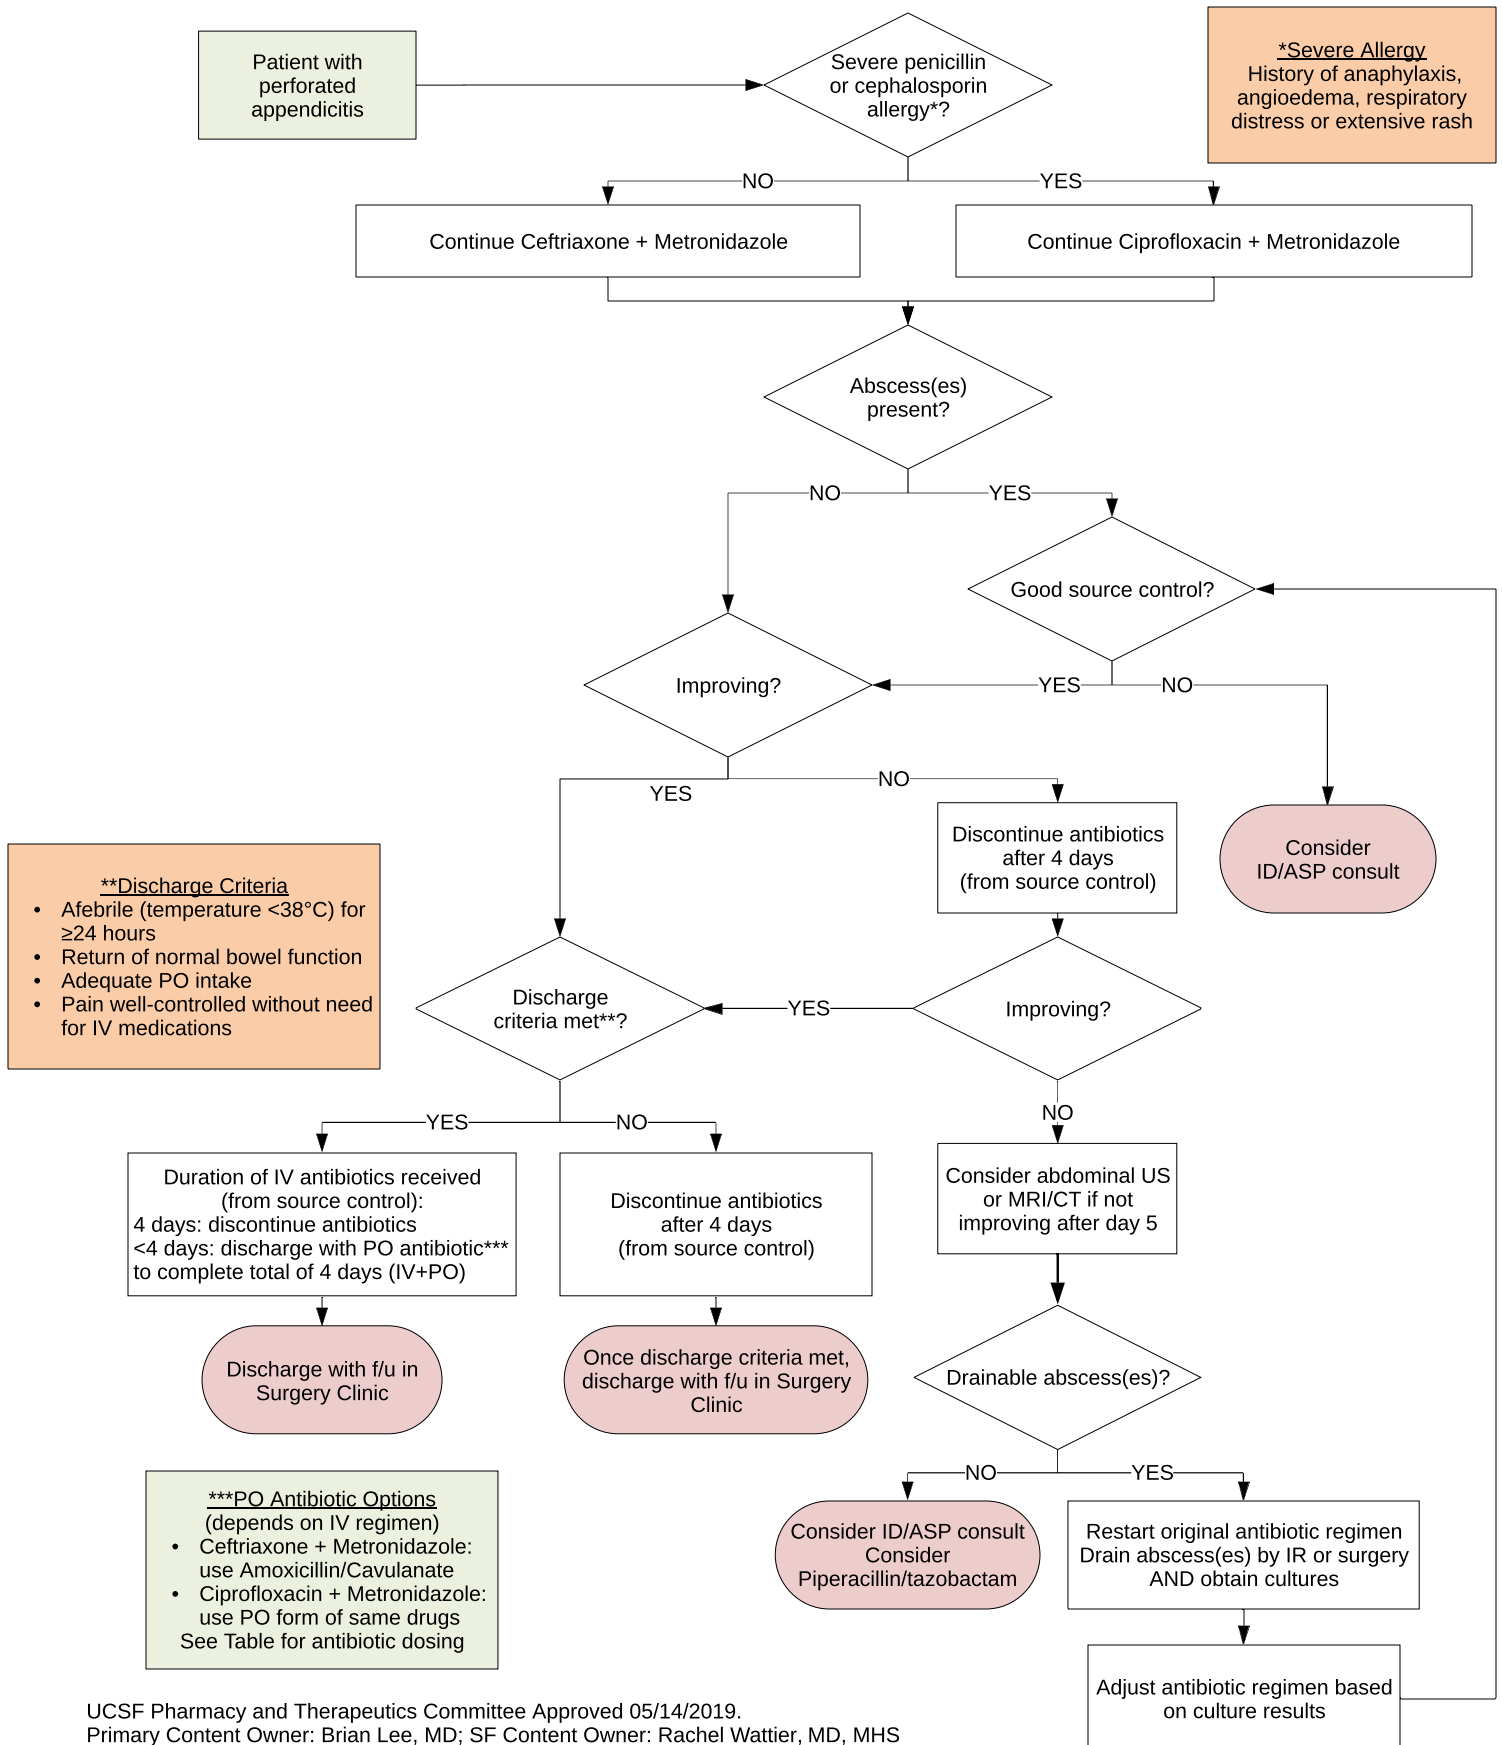 Patient with
perforated
appendicitis
Severe penicillin
or cephalosporin
allergy*?
*Severe Allergy
History of anaphylaxis,
angioedema, respiratory
distress or extensive rash
NO
YES
Continue Ceftriaxone + Metronidazole
Continue Ciprofloxacin + Metronidazole
Abscess(es)
present?
NO
YES
Good source control?
Improving?
YES
NO
YES
NO
Discontinue antibiotics
after 4 days
(from source control)
Consider
ID/ASP consult
**Discharge Criteria
• Afebrile (temperature <38°C) for
≥24 hours
• Return of normal bowel function
• Adequate PO intake
• Pain well-controlled without need
for IV medications
Discharge
criteria met**?
YES
Improving?
YES
NO
NO
Duration of IV antibiotics received
(from source control):
4 days: discontinue antibiotics
<4 days: discharge with PO antibiotic***
to complete total of 4 days (IV+PO)
Discontinue antibiotics
after 4 days
(from source control)
Consider abdominal US
or MRI/CT if not
improving after day 5
Discharge with f/u in
Surgery Clinic
Once discharge criteria met,
discharge with f/u in Surgery
Clinic
Drainable abscess(es)?
NO
YES
***PO Antibiotic Options
(depends on IV regimen)
• Ceftriaxone + Metronidazole:
use Amoxicillin/Cavulanate
• Ciprofloxacin + Metronidazole:
use PO form of same drugs
See Table for antibiotic dosing
Consider ID/ASP consult
Consider
Piperacillin/tazobactam
Restart original antibiotic regimen
Drain abscess(es) by IR or surgery
AND obtain cultures
Adjust antibiotic regimen based
on culture results
UCSF Pharmacy and Therapeutics Committee Approved 05/14/2019.
Primary Content Owner: Brian Lee, MD; SF Content Owner: Rachel Wattier, MD, MHS